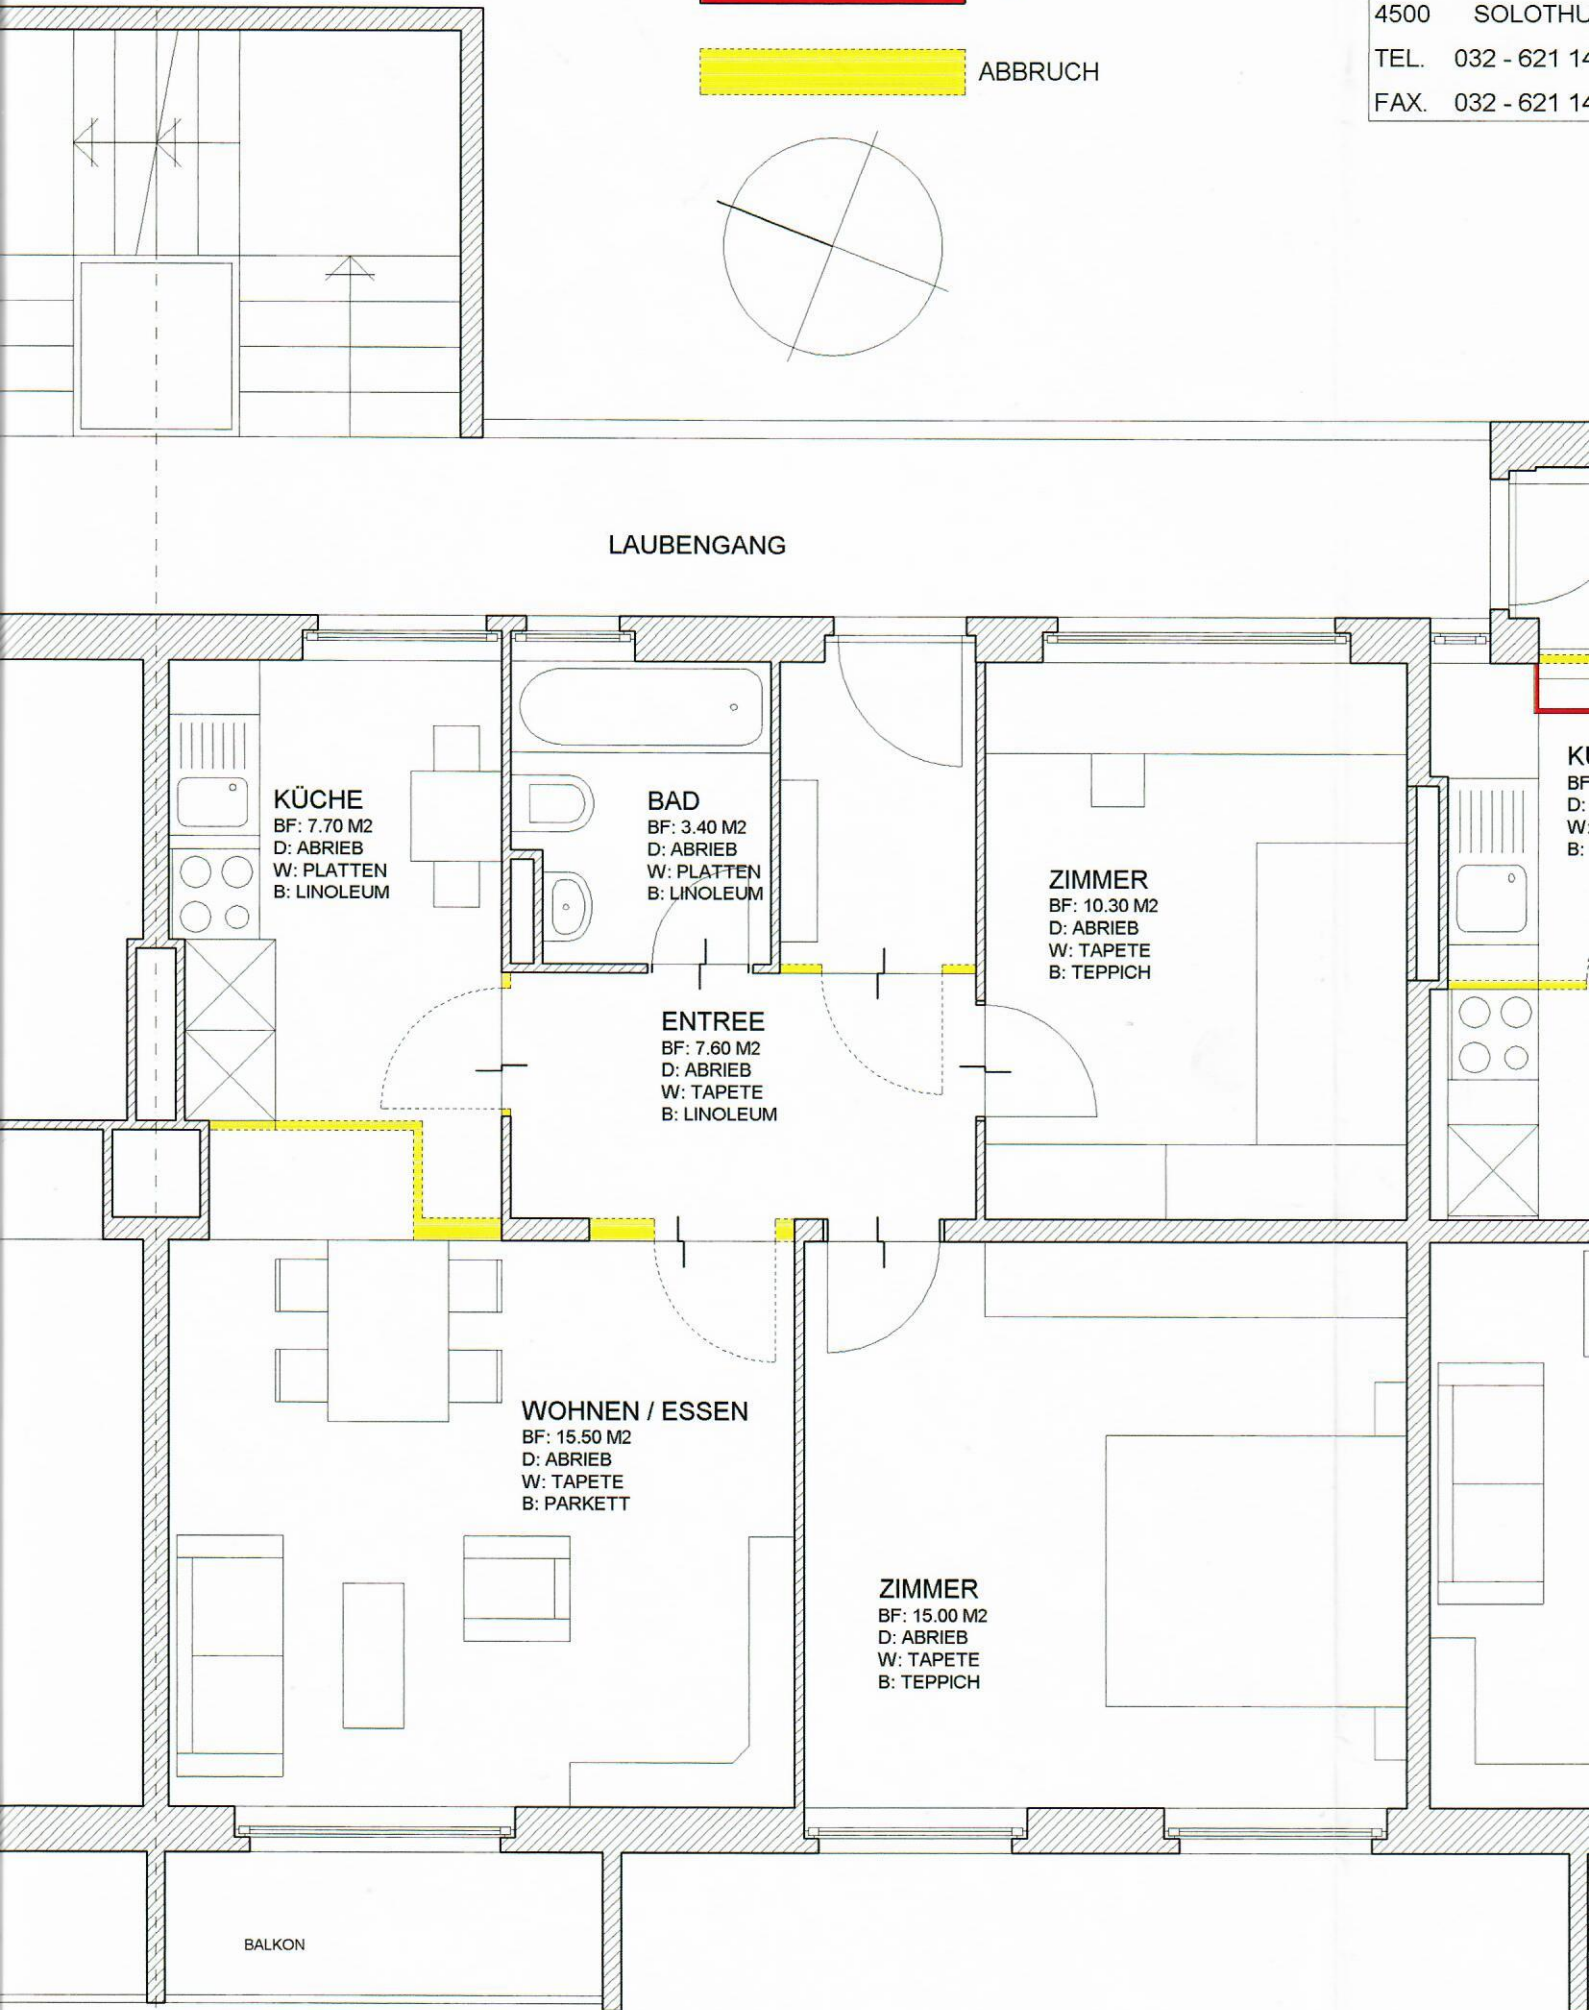 4500 SOLOTHU
TEL. 032 - 621 14
FAX. 032 - 621 14
ABBRUCH
LAUBENGANG
KÜCHE
BF: 7.70 M2
D: ABRIEB
W: PLATTEN
B: LINOLEUM
BAD
BF: 3.40 M2
D: ABRIEB
W: PLATTEN
B: LINOLEUM
ZIMMER
BF: 10.30 M2
D: ABRIEB
W: TAPETE
B: TEPPICH
KÜ
BF
D:
W:
B:
ENTREE
BF: 7.60 M2
D: ABRIEB
W: TAPETE
B: LINOLEUM
WOHNEN / ESSEN
BF: 15.50 M2
D: ABRIEB
W: TAPETE
B: PARKETT
ZIMMER
BF: 15.00 M2
D: ABRIEB
W: TAPETE
B: TEPPICH
BALKON